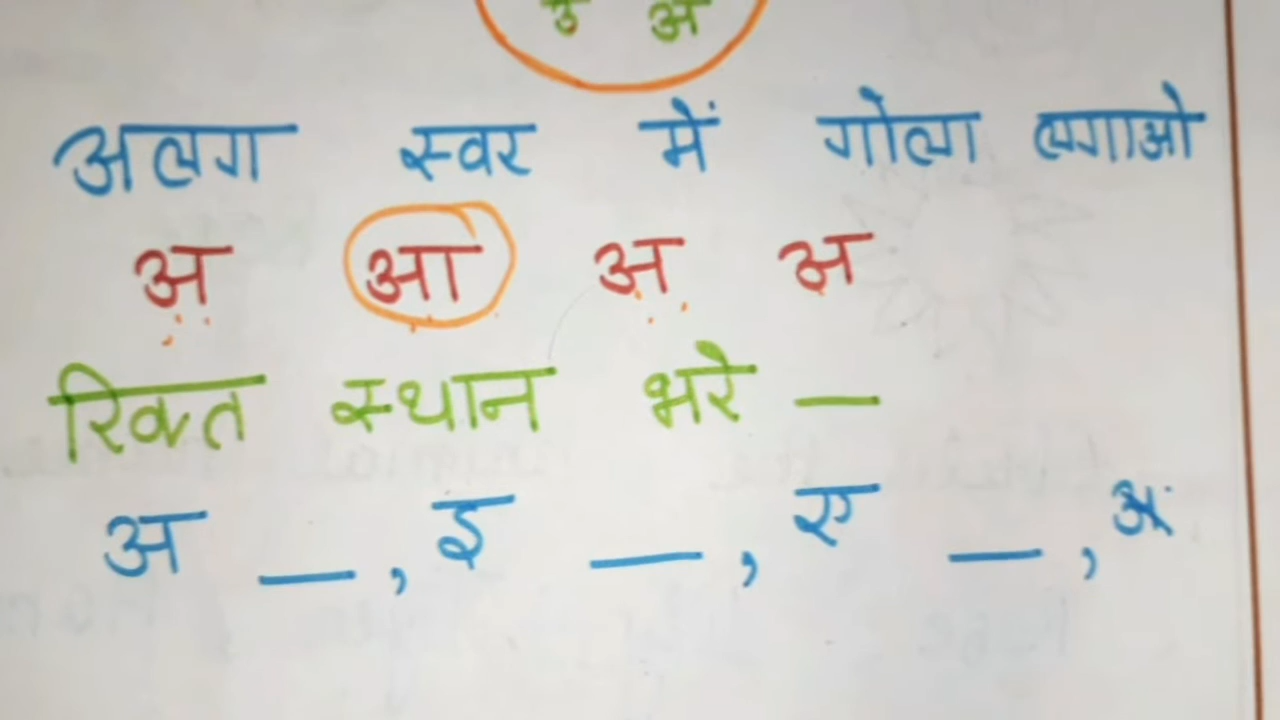 अ
अलग स्वर में गोला लगाओ
अ आ अ अ
रिक्त स्थान भरे —
अ __ , इ __ , ए __ , अं